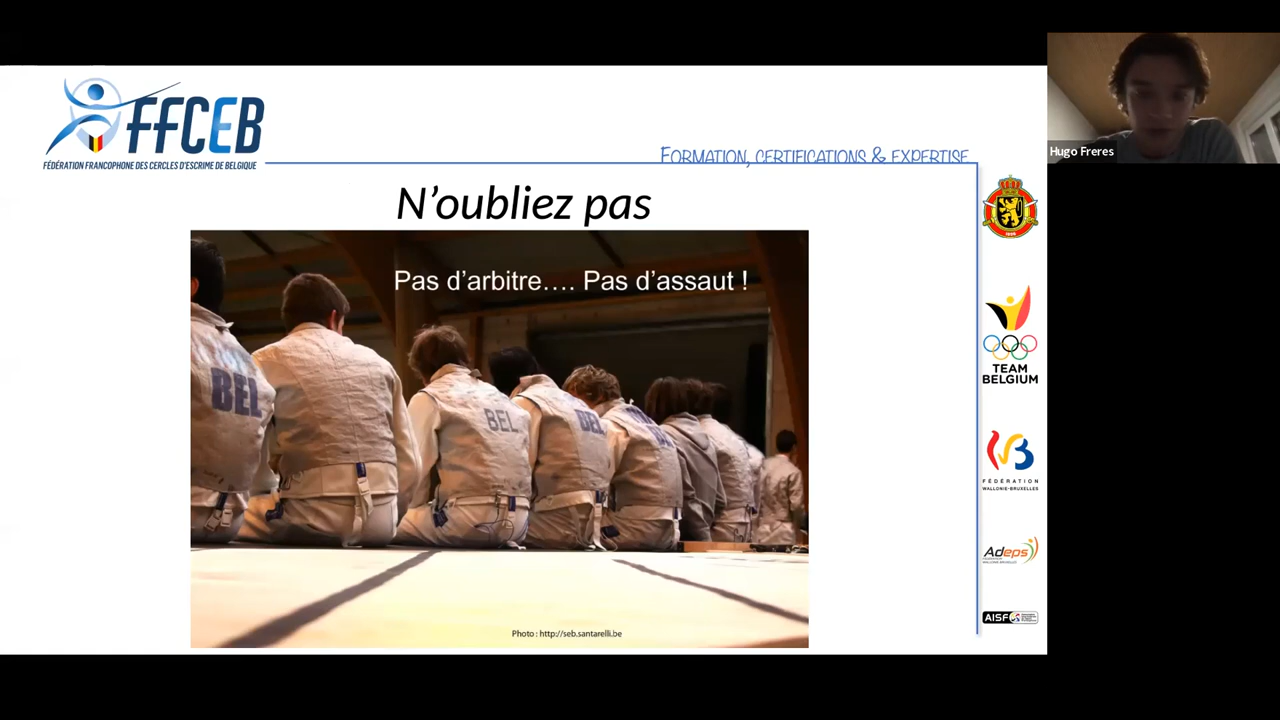 FFCEB
FÉDÉRATION FRANCOPHONE DES CERCLES D'ESCRIME DE BELGIQUE
FORMATION, CERTIFICATIONS & EXPERTISE
Hugo Freres
N'oubliez pas
Pas d'arbitre.... Pas d'assaut !
BEL
BEL
BEL
Photo : http://seb.santarelli.be
TEAM
BELGIUM
FÉDÉRATION
WALLONIE-BRUXELLES
Adeps
AISF